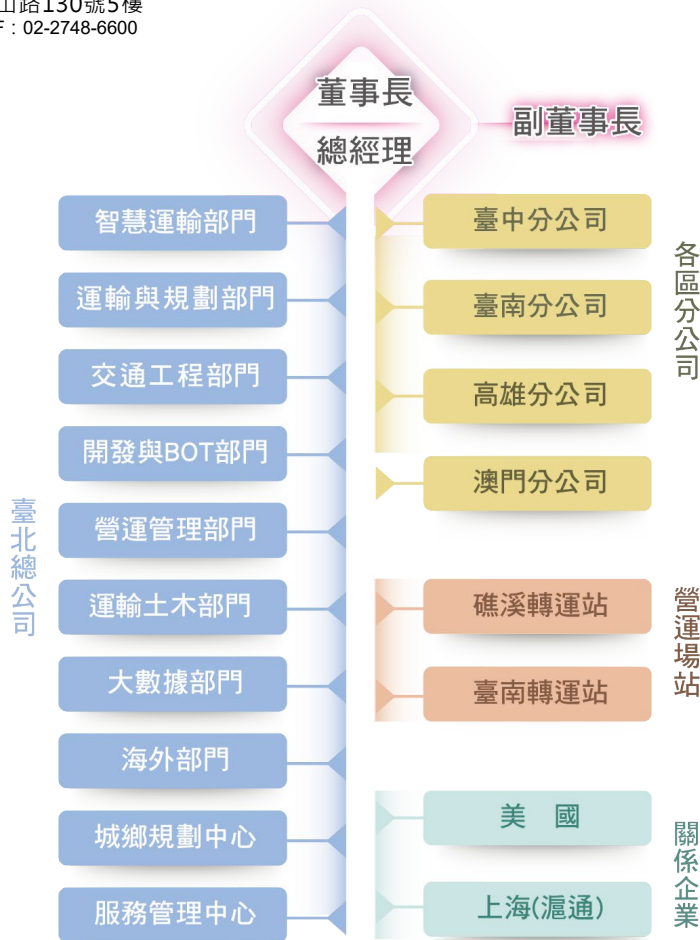 山路130號5樓
F : 02-2748-6600
董事長
總經理
副董事長
臺北總公司
智慧運輸部門
運輸與規劃部門
交通工程部門
開發與BOT部門
營運管理部門
運輸土木部門
大數據部門
海外部門
城鄉規劃中心
服務管理中心
各區分公司
臺中分公司
臺南分公司
高雄分公司
澳門分公司
營運場站
礁溪轉運站
臺南轉運站
關係企業
美 國
上海(滬通)